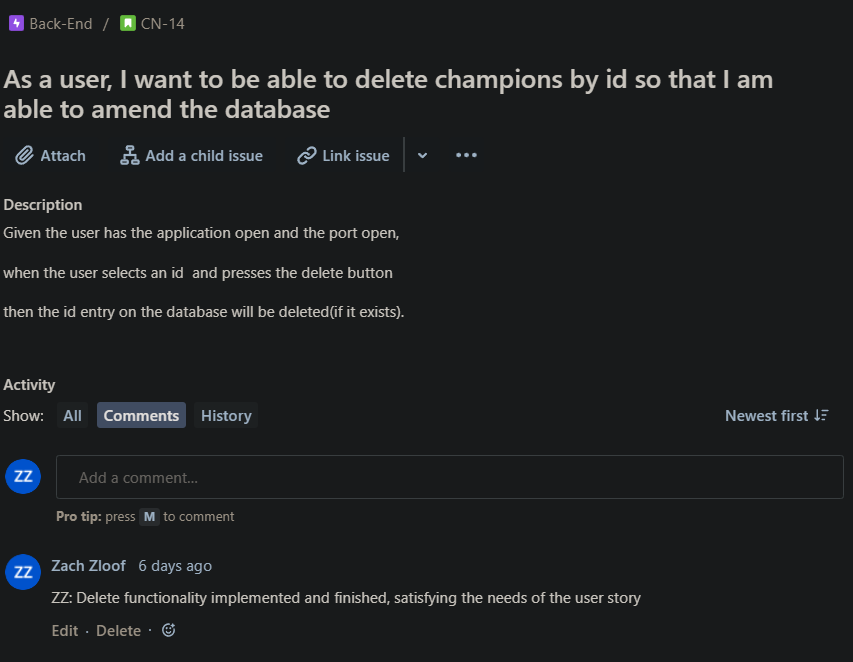 Back-End / CN-14
As a user, I want to be able to delete champions by id so that I am
able to amend the database
Attach Add a child issue Link issue
Description
Given the user has the application open and the port open,
when the user selects an id  and presses the delete button
then the id entry on the database will be deleted(if it exists).
Activity
Show: All Comments History Newest first
ZZ Add a comment...
Pro tip: press M to comment
ZZ Zach Zloof 6 days ago
ZZ: Delete functionality implemented and finished, satisfying the needs of the user story
Edit · Delete ·